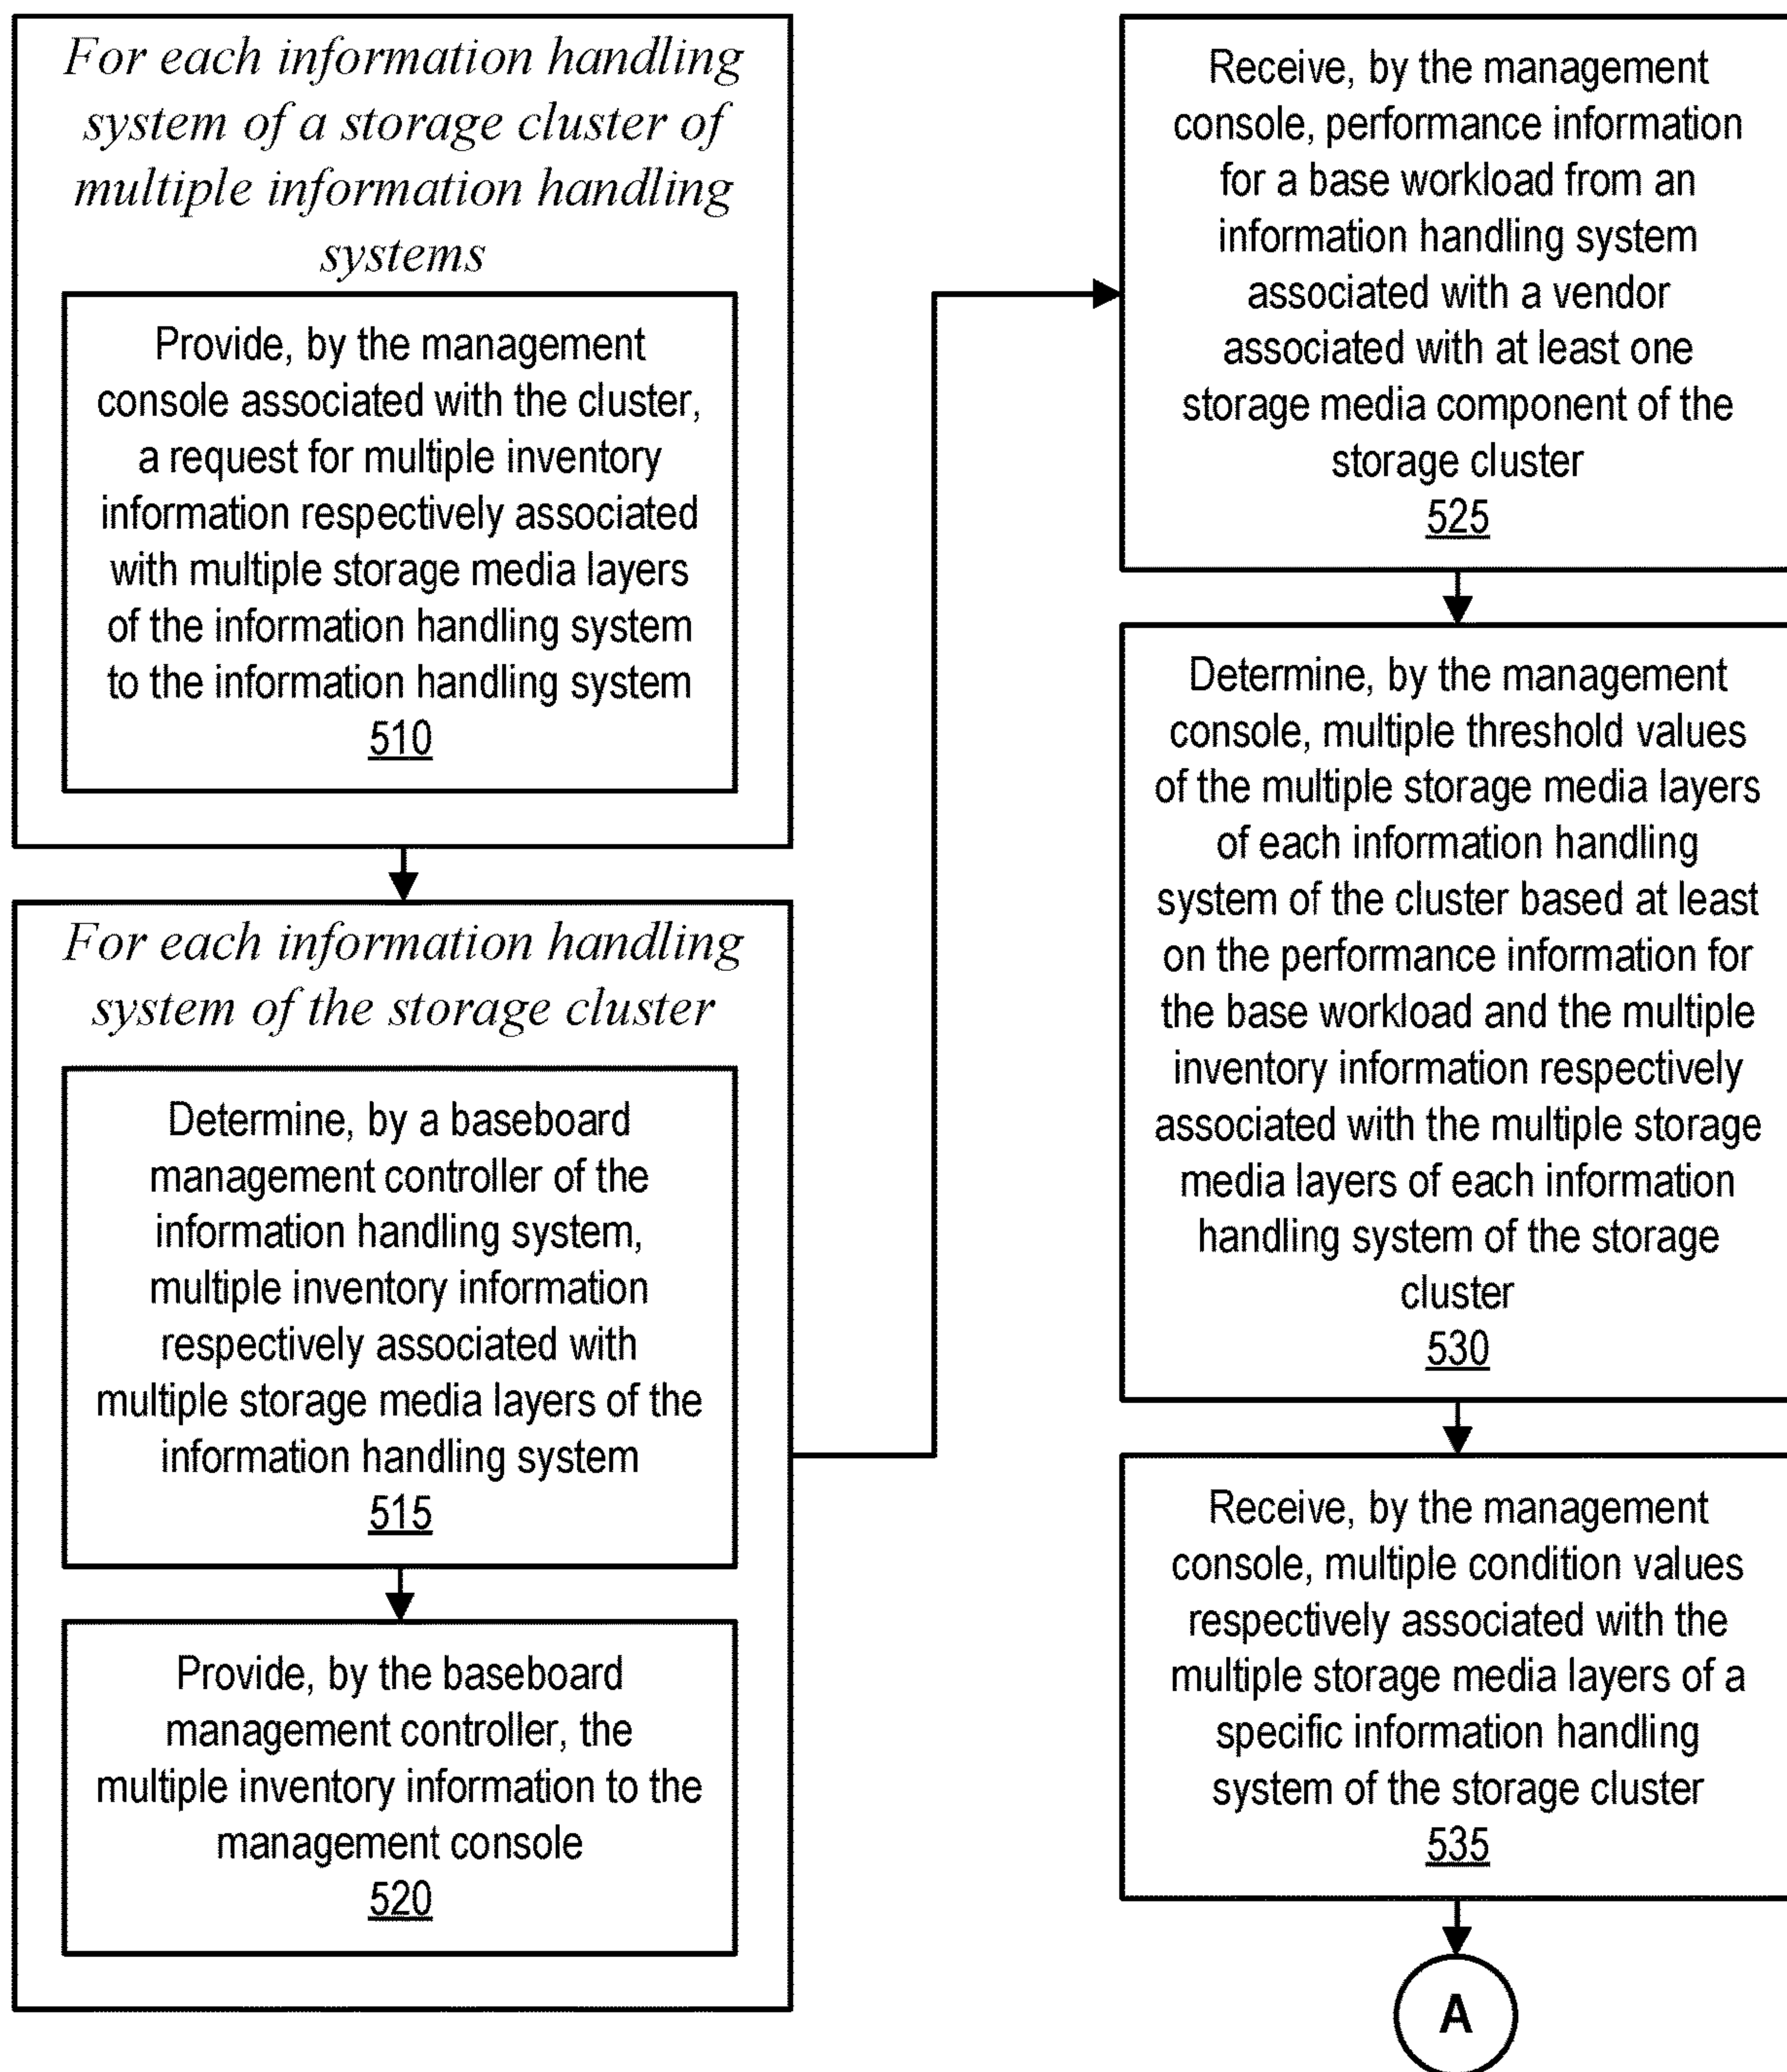 For each information handling
system of a storage cluster of
multiple information handling
systems
Provide, by the management
console associated with the cluster,
a request for multiple inventory
information respectively associated
with multiple storage media layers
of the information handling system
to the information handling system
510
For each information handling
system of the storage cluster
Determine, by a baseboard
management controller of the
information handling system,
multiple inventory information
respectively associated with
multiple storage media layers of the
information handling system
515
Provide, by the baseboard
management controller, the
multiple inventory information to the
management console
520
Receive, by the management
console, performance information
for a base workload from an
information handling system
associated with a vendor
associated with at least one
storage media component of the
storage cluster
525
Determine, by the management
console, multiple threshold values
of the multiple storage media layers
of each information handling
system of the cluster based at least
on the performance information for
the base workload and the multiple
inventory information respectively
associated with the multiple storage
media layers of each information
handling system of the storage
cluster
530
Receive, by the management
console, multiple condition values
respectively associated with the
multiple storage media layers of a
specific information handling
system of the storage cluster
535
A